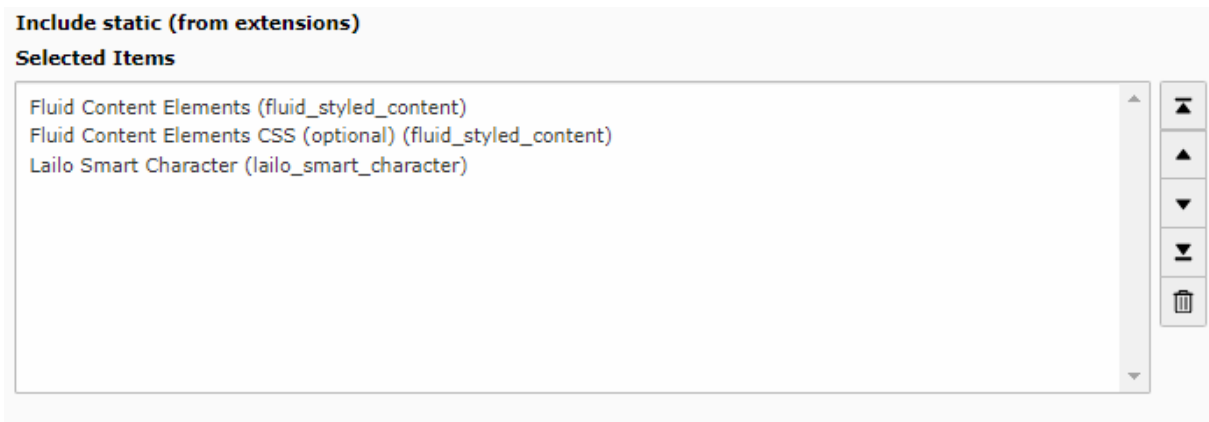 Include static (from extensions)
Selected Items
Fluid Content Elements (fluid_styled_content)
Fluid Content Elements CSS (optional) (fluid_styled_content)
Lailo Smart Character (lailo_smart_character)